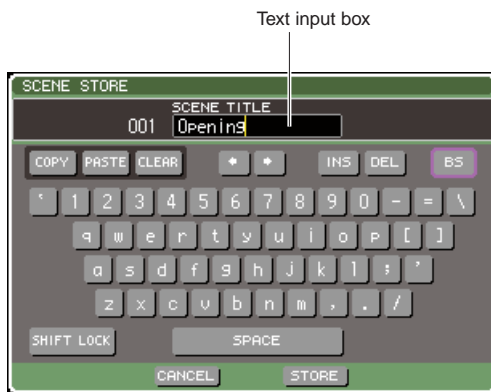 Text input box
SCENE STORE
SCENE TITLE
001 Opening
COPY PASTE CLEAR ← → INS DEL BS
` 1 2 3 4 5 6 7 8 9 0 - = \
q w e r t y u i o p [ ]
a s d f g h j k l ; '
z x c v b n m , . /
SHIFT LOCK SPACE
CANCEL STORE